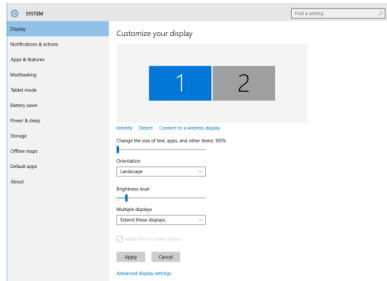 SYSTEM
Find a setting
Display
Notifications & actions
Apps & features
Multitasking
Tablet mode
Battery saver
Power & sleep
Storage
Offline maps
Default apps
About
Customize your display
1 2
Identify Detect Connect to a wireless display
Change the size of text, apps, and other items: 100%
Orientation
Landscape
Brightness level
Multiple displays
Extend these displays
Make this my main display
Apply Cancel
Advanced display settings